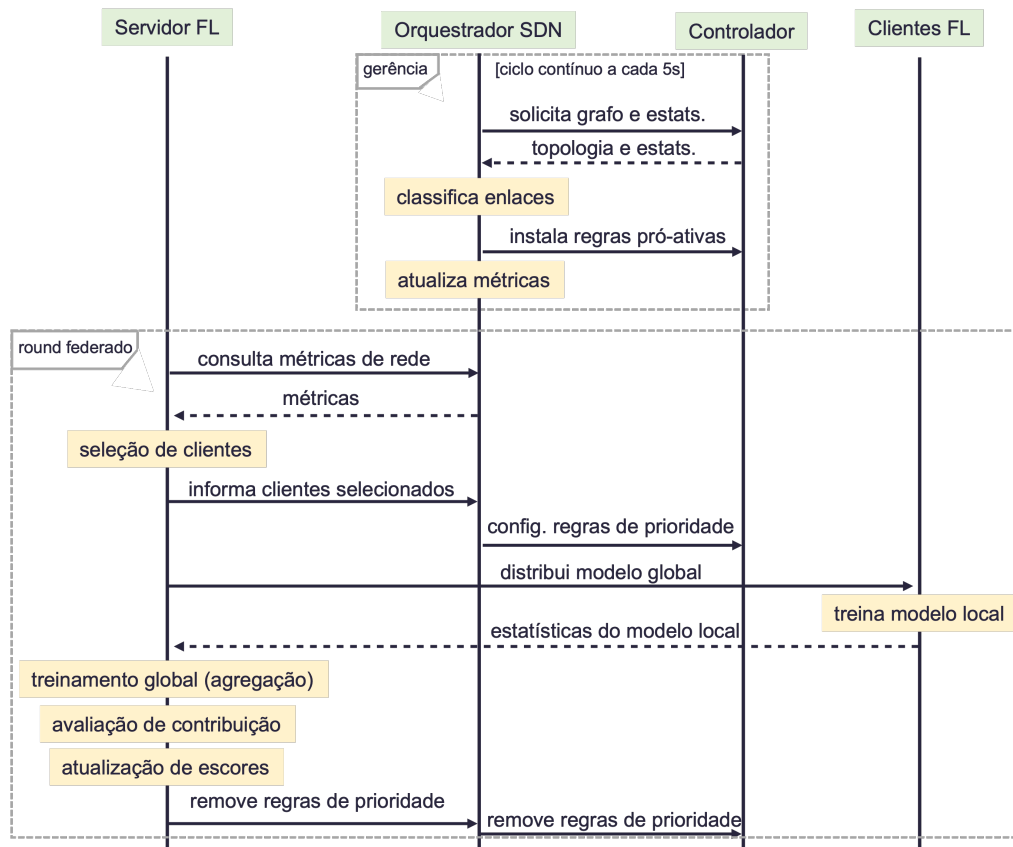 Servidor FL
Orquestrador SDN
Controlador
Clientes FL
gerência
[ciclo contínuo a cada 5s]
solicita grafo e estats.
topologia e estats.
classifica enlaces
instala regras pró-ativas
atualiza métricas
round federado
consulta métricas de rede
métricas
seleção de clientes
informa clientes selecionados
config. regras de prioridade
distribui modelo global
treina modelo local
estatísticas do modelo local
treinamento global (agregação)
avaliação de contribuição
atualização de escores
remove regras de prioridade
remove regras de prioridade